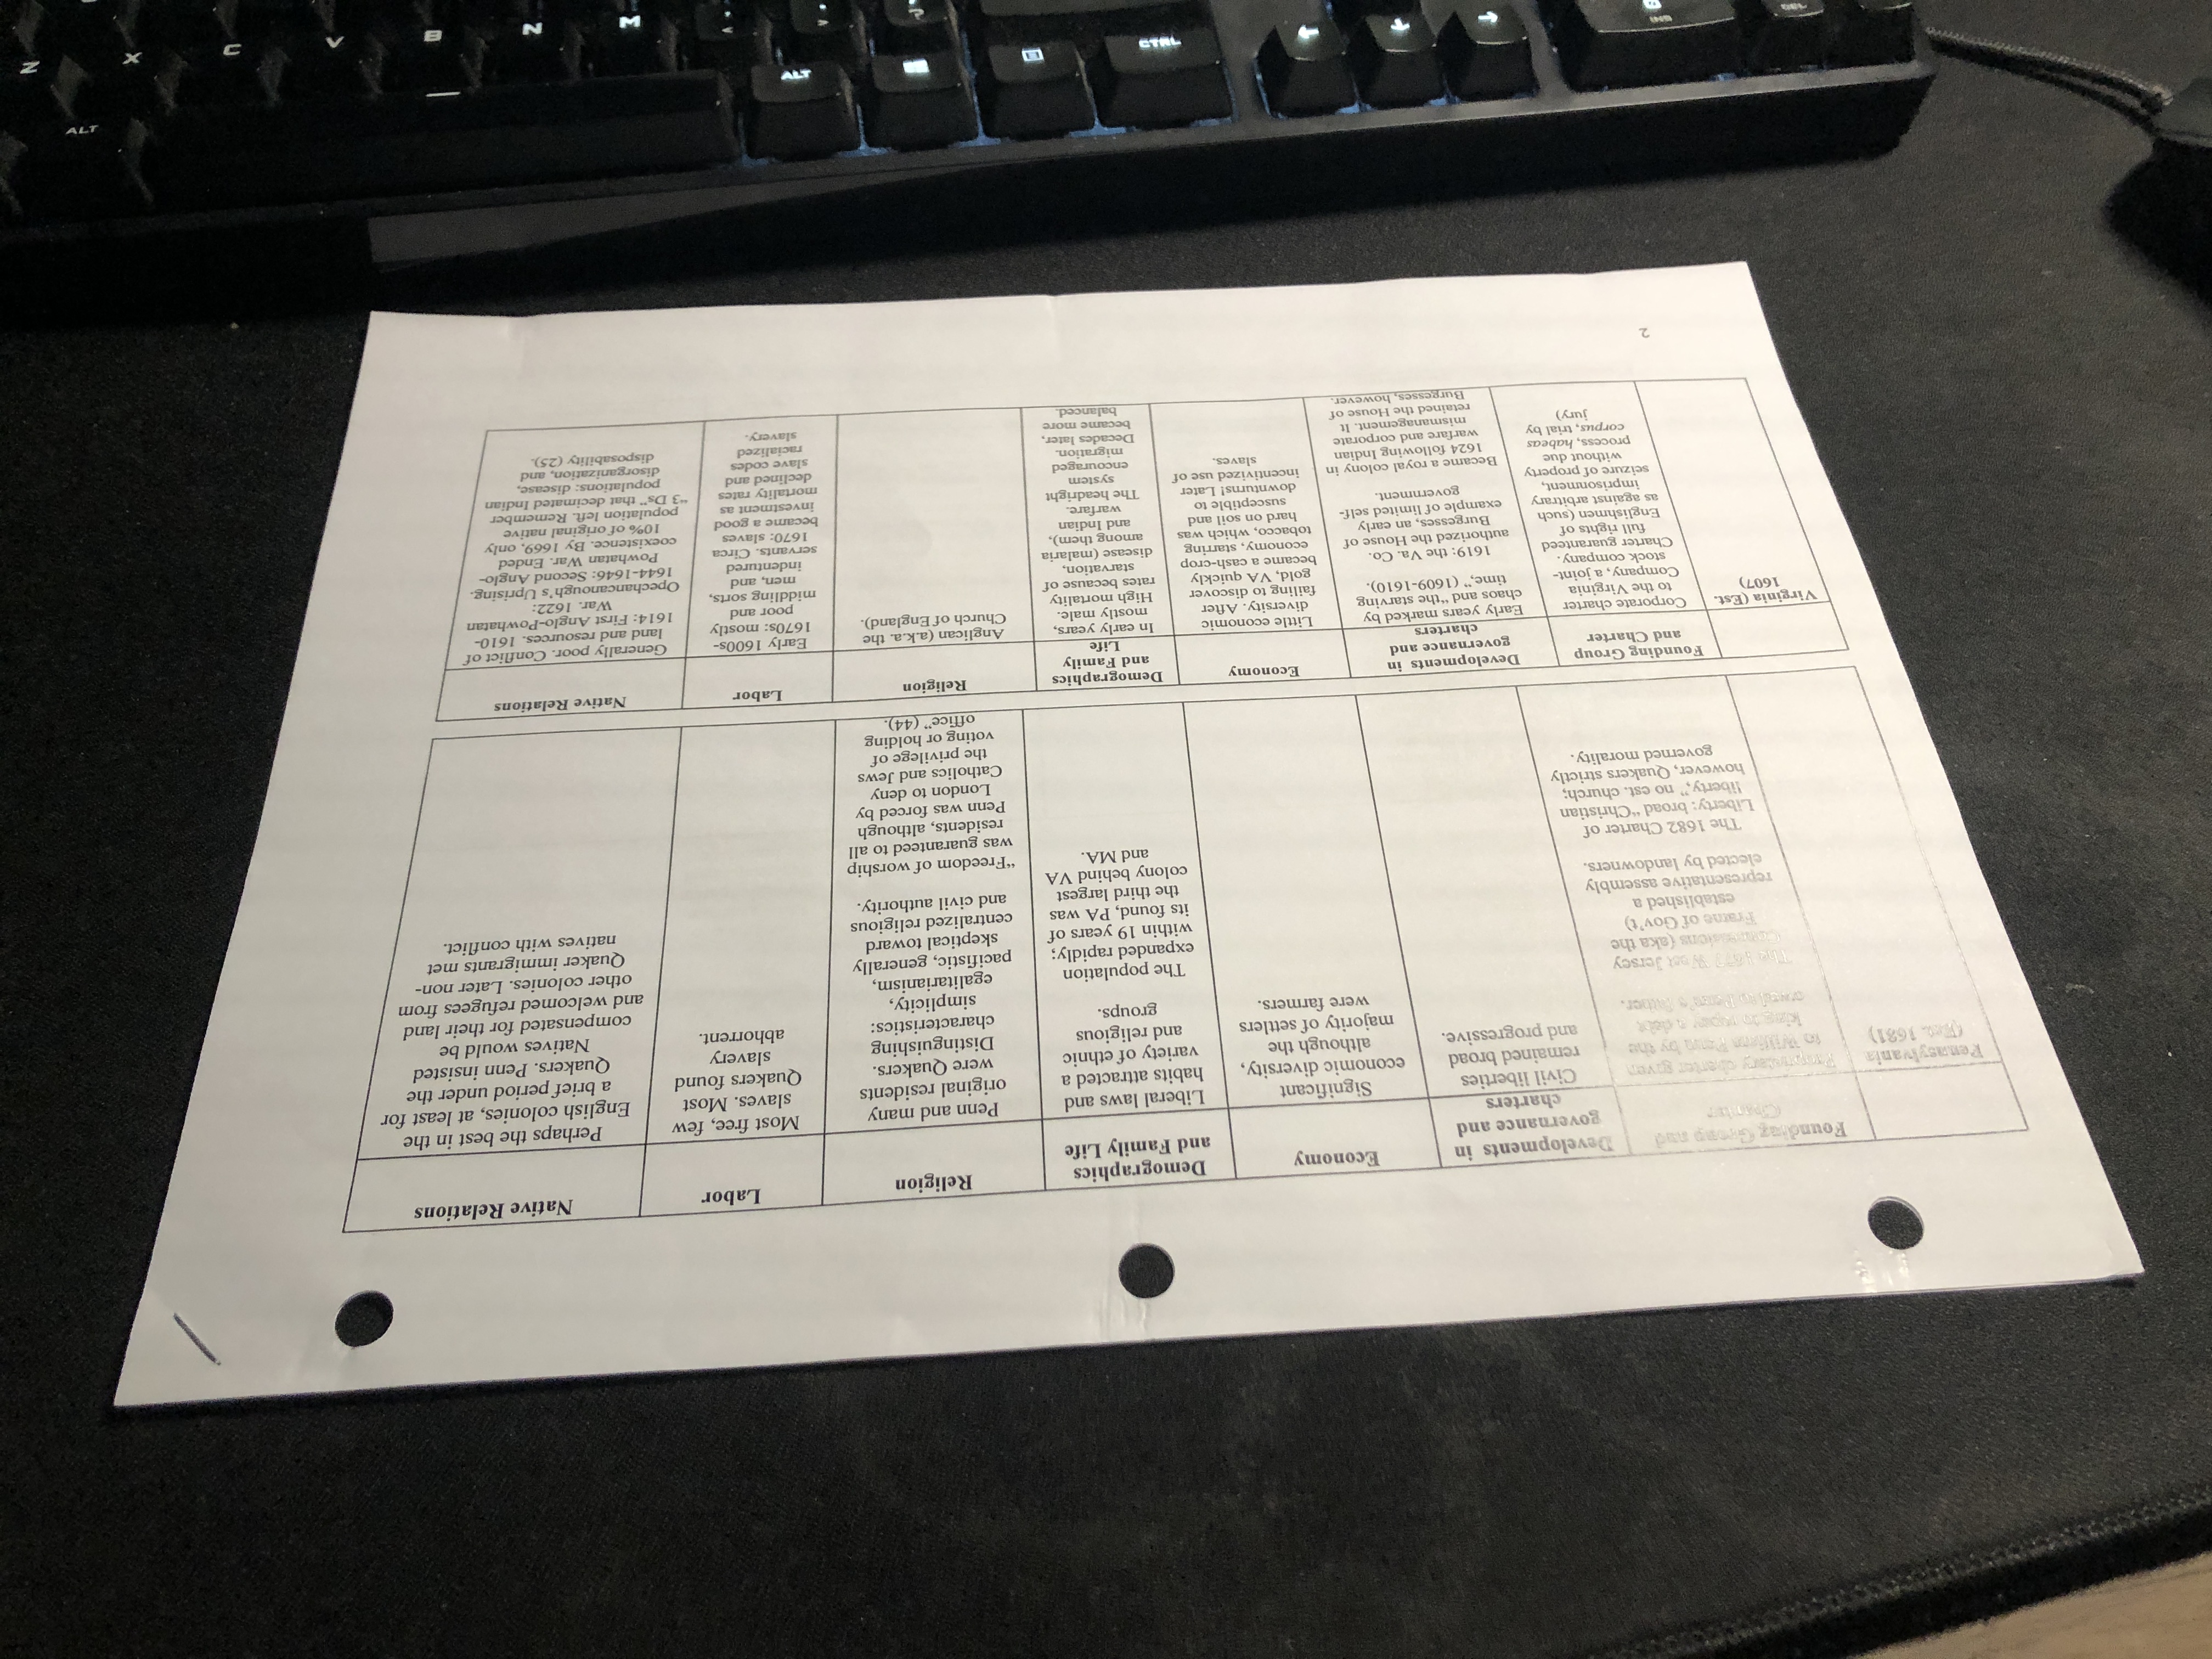 Founding Group and
Charter
Developments in
governance and
charters
Economy
Demographics
and Family Life
Religion
Labor
Native Relations
Pennsylvania
(Est. 1681)
Proprietary charter given
to William Penn by the
king to repay a debt
owed to Penn's father.
The 1677 West Jersey
Concessions (aka the
Frame of Gov't)
established a
representative assembly
elected by landowners.
The 1682 Charter of
Liberty: broad "Christian
liberty," no est. church;
however, Quakers strictly
governed morality.
Civil liberties
remained broad
and progressive.
Significant
economic diversity,
although the
majority of settlers
were farmers.
Liberal laws and
habits attracted a
variety of ethnic
and religious
groups.
The population
expanded rapidly;
within 19 years of
its found, PA was
the third largest
colony behind VA
and MA.
Penn and many
original residents
were Quakers.
Distinguishing
characteristics:
simplicity,
egalitarianism,
pacifistic, generally
skeptical toward
centralized religious
and civil authority.
"Freedom of worship
was guaranteed to all
residents, although
Penn was forced by
London to deny
Catholics and Jews
the privilege of
voting or holding
office" (44).
Most free, few
slaves. Most
Quakers found
slavery
abhorrent.
Perhaps the best in the
English colonies, at least for
a brief period under the
Quakers. Penn insisted
Natives would be
compensated for their land
and welcomed refugees from
other colonies. Later non-
Quaker immigrants met
natives with conflict.
Founding Group
and Charter
Developments in
governance and
charters
Economy
Demographics
and Family
Life
Religion
Labor
Native Relations
Virginia (Est.
1607)
Corporate charter
to the Virginia
Company, a joint-
stock company.
Charter guaranteed
full rights of
Englishmen (such
as against arbitrary
imprisonment,
seizure of property
without due
process, habeas
corpus, trial by
jury)
Early years marked by
chaos and "the starving
time," (1609-1610).
1619: the Va. Co.
authorized the House of
Burgesses, an early
example of limited self-
government.
Became a royal colony in
1624 following Indian
warfare and corporate
mismanagement. It
retained the House of
Burgesses, however.
Little economic
diversity. After
failing to discover
gold, VA quickly
became a cash-crop
economy, starring
tobacco, which was
hard on soil and
susceptible to
downturns! Later
incentivized use of
slaves.
In early years,
mostly male.
High mortality
rates because of
starvation,
disease (malaria
among them),
and Indian
warfare.
The headright
system
encouraged
migration.
Decades later,
became more
balanced.
Anglican (a.k.a. the
Church of England).
Early 1600s-
1670s: mostly
poor and
middling sorts,
men, and
indentured
servants. Circa
1670: slaves
became a good
investment as
mortality rates
declined and
slave codes
racialized
slavery.
Generally poor. Conflict of
land and resources. 1610-
1614: First Anglo-Powhatan
War. 1622:
Opechancanough's Uprising.
1644-1646: Second Anglo-
Powhatan War. Ended
coexistence. By 1669, only
10% of original native
population left. Remember
"3 Ds" that decimated Indian
populations: disease,
disorganization, and
disposability (25).
2
Z
X
C
V
B
N
M
ALT
ALT
CTRL